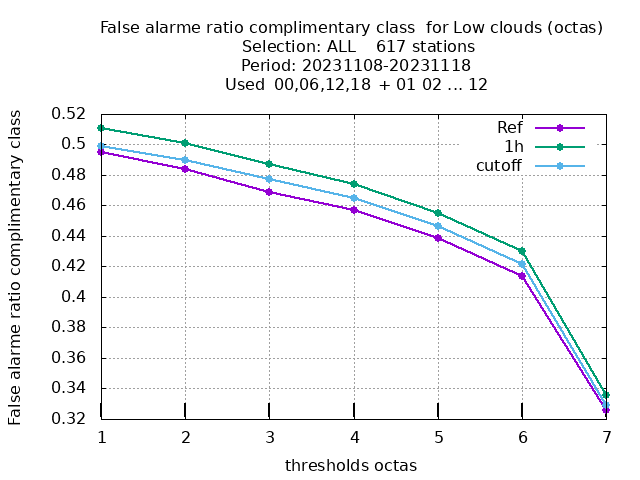 False alarme ratio complimentary class  for Low clouds (octas)
Selection: ALL    617 stations
Period: 20231108-20231118
Used  00,06,12,18 + 01 02 ... 12
False alarme ratio complimentary class
0.52
0.5
0.48
0.46
0.44
0.42
0.4
0.38
0.36
0.34
0.32
Ref
1h
cutoff
1 2 3 4 5 6 7
thresholds octas